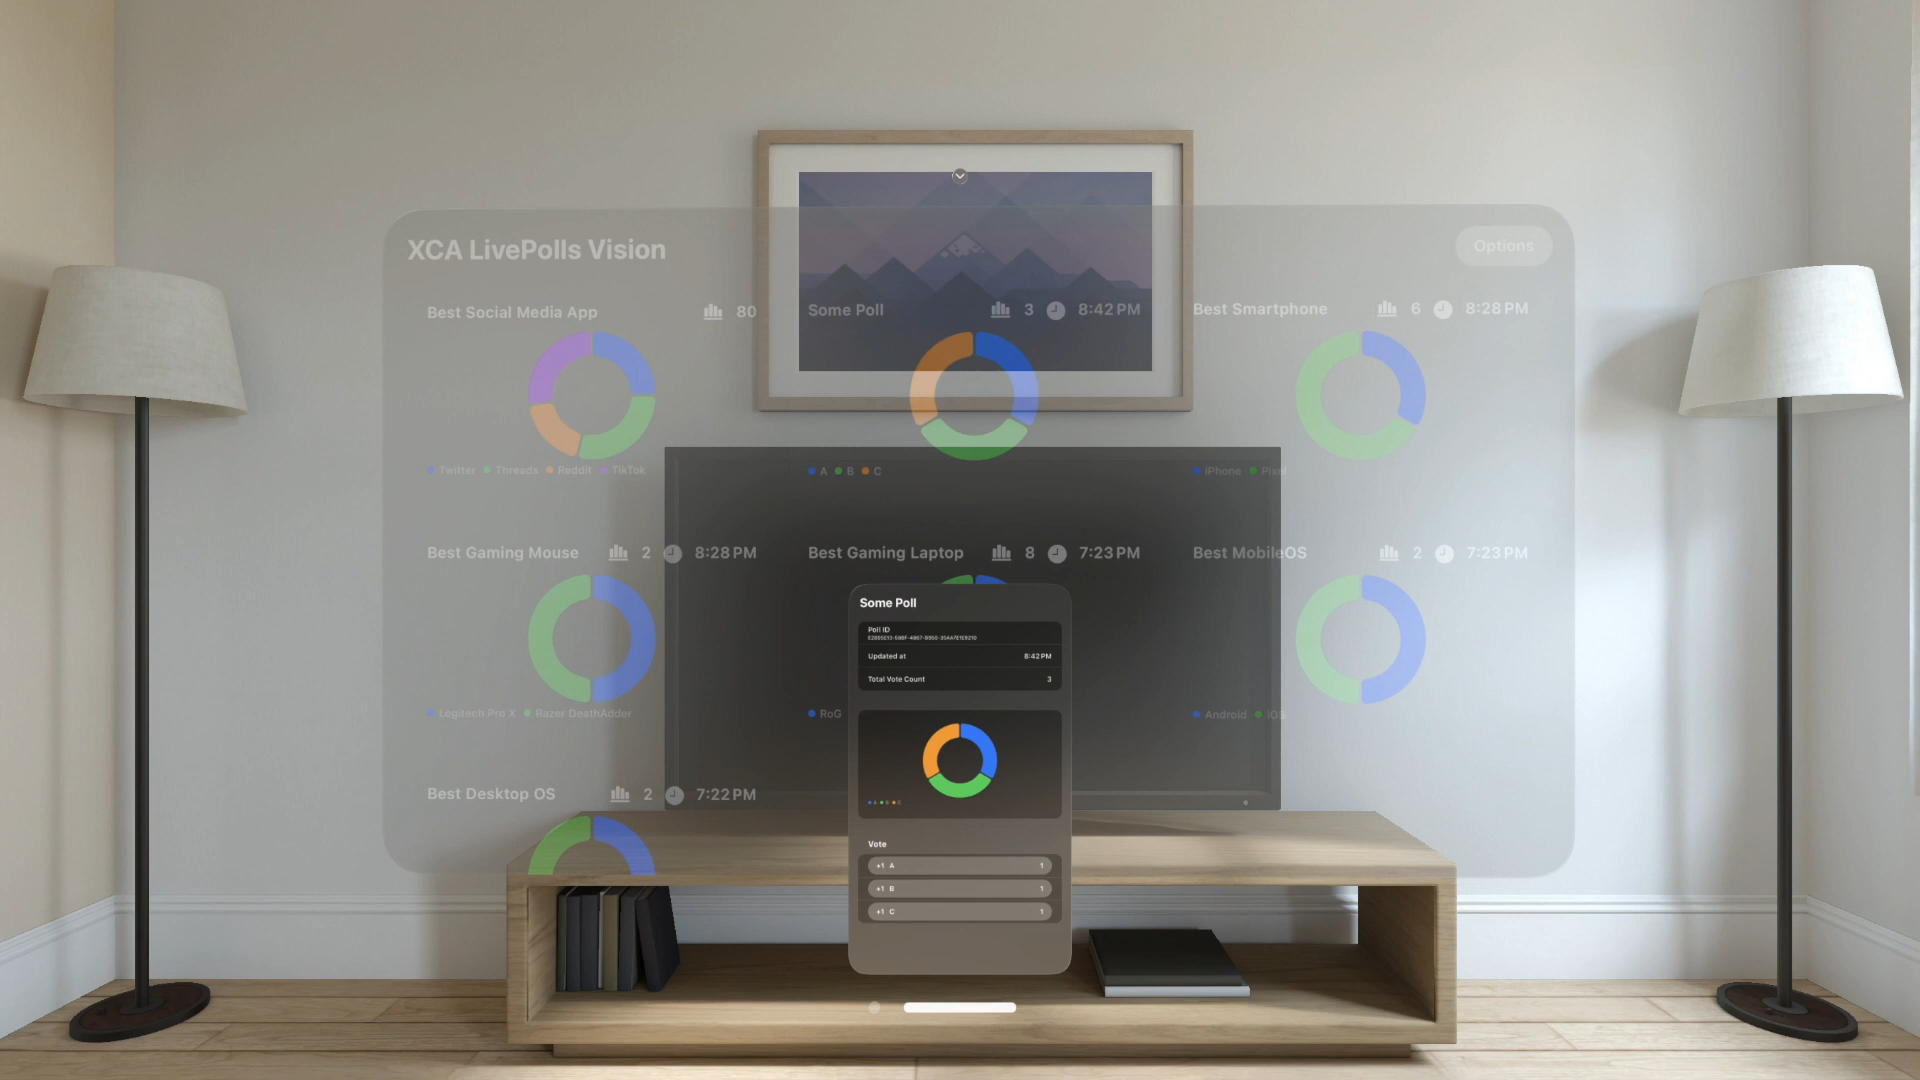 XCA LivePolls Vision
Options
Best Social Media App 80
Some Poll 3 8:42 PM
Best Smartphone 6 8:28 PM
Twitter Threads Reddit TikTok
A B C
iPhone Pixel
Best Gaming Mouse 2 8:28 PM
Best Gaming Laptop 8 7:23 PM
Best MobileOS 2 7:23 PM
Logitech Pro X Razer DeathAdder
RoG
Android iOS
Best Desktop OS 2 7:22 PM
Some Poll
Poll ID
Updated at 8:42 PM
Total Vote Count 3
A B C
Vote
+1 A 1
+1 B 1
+1 C 1